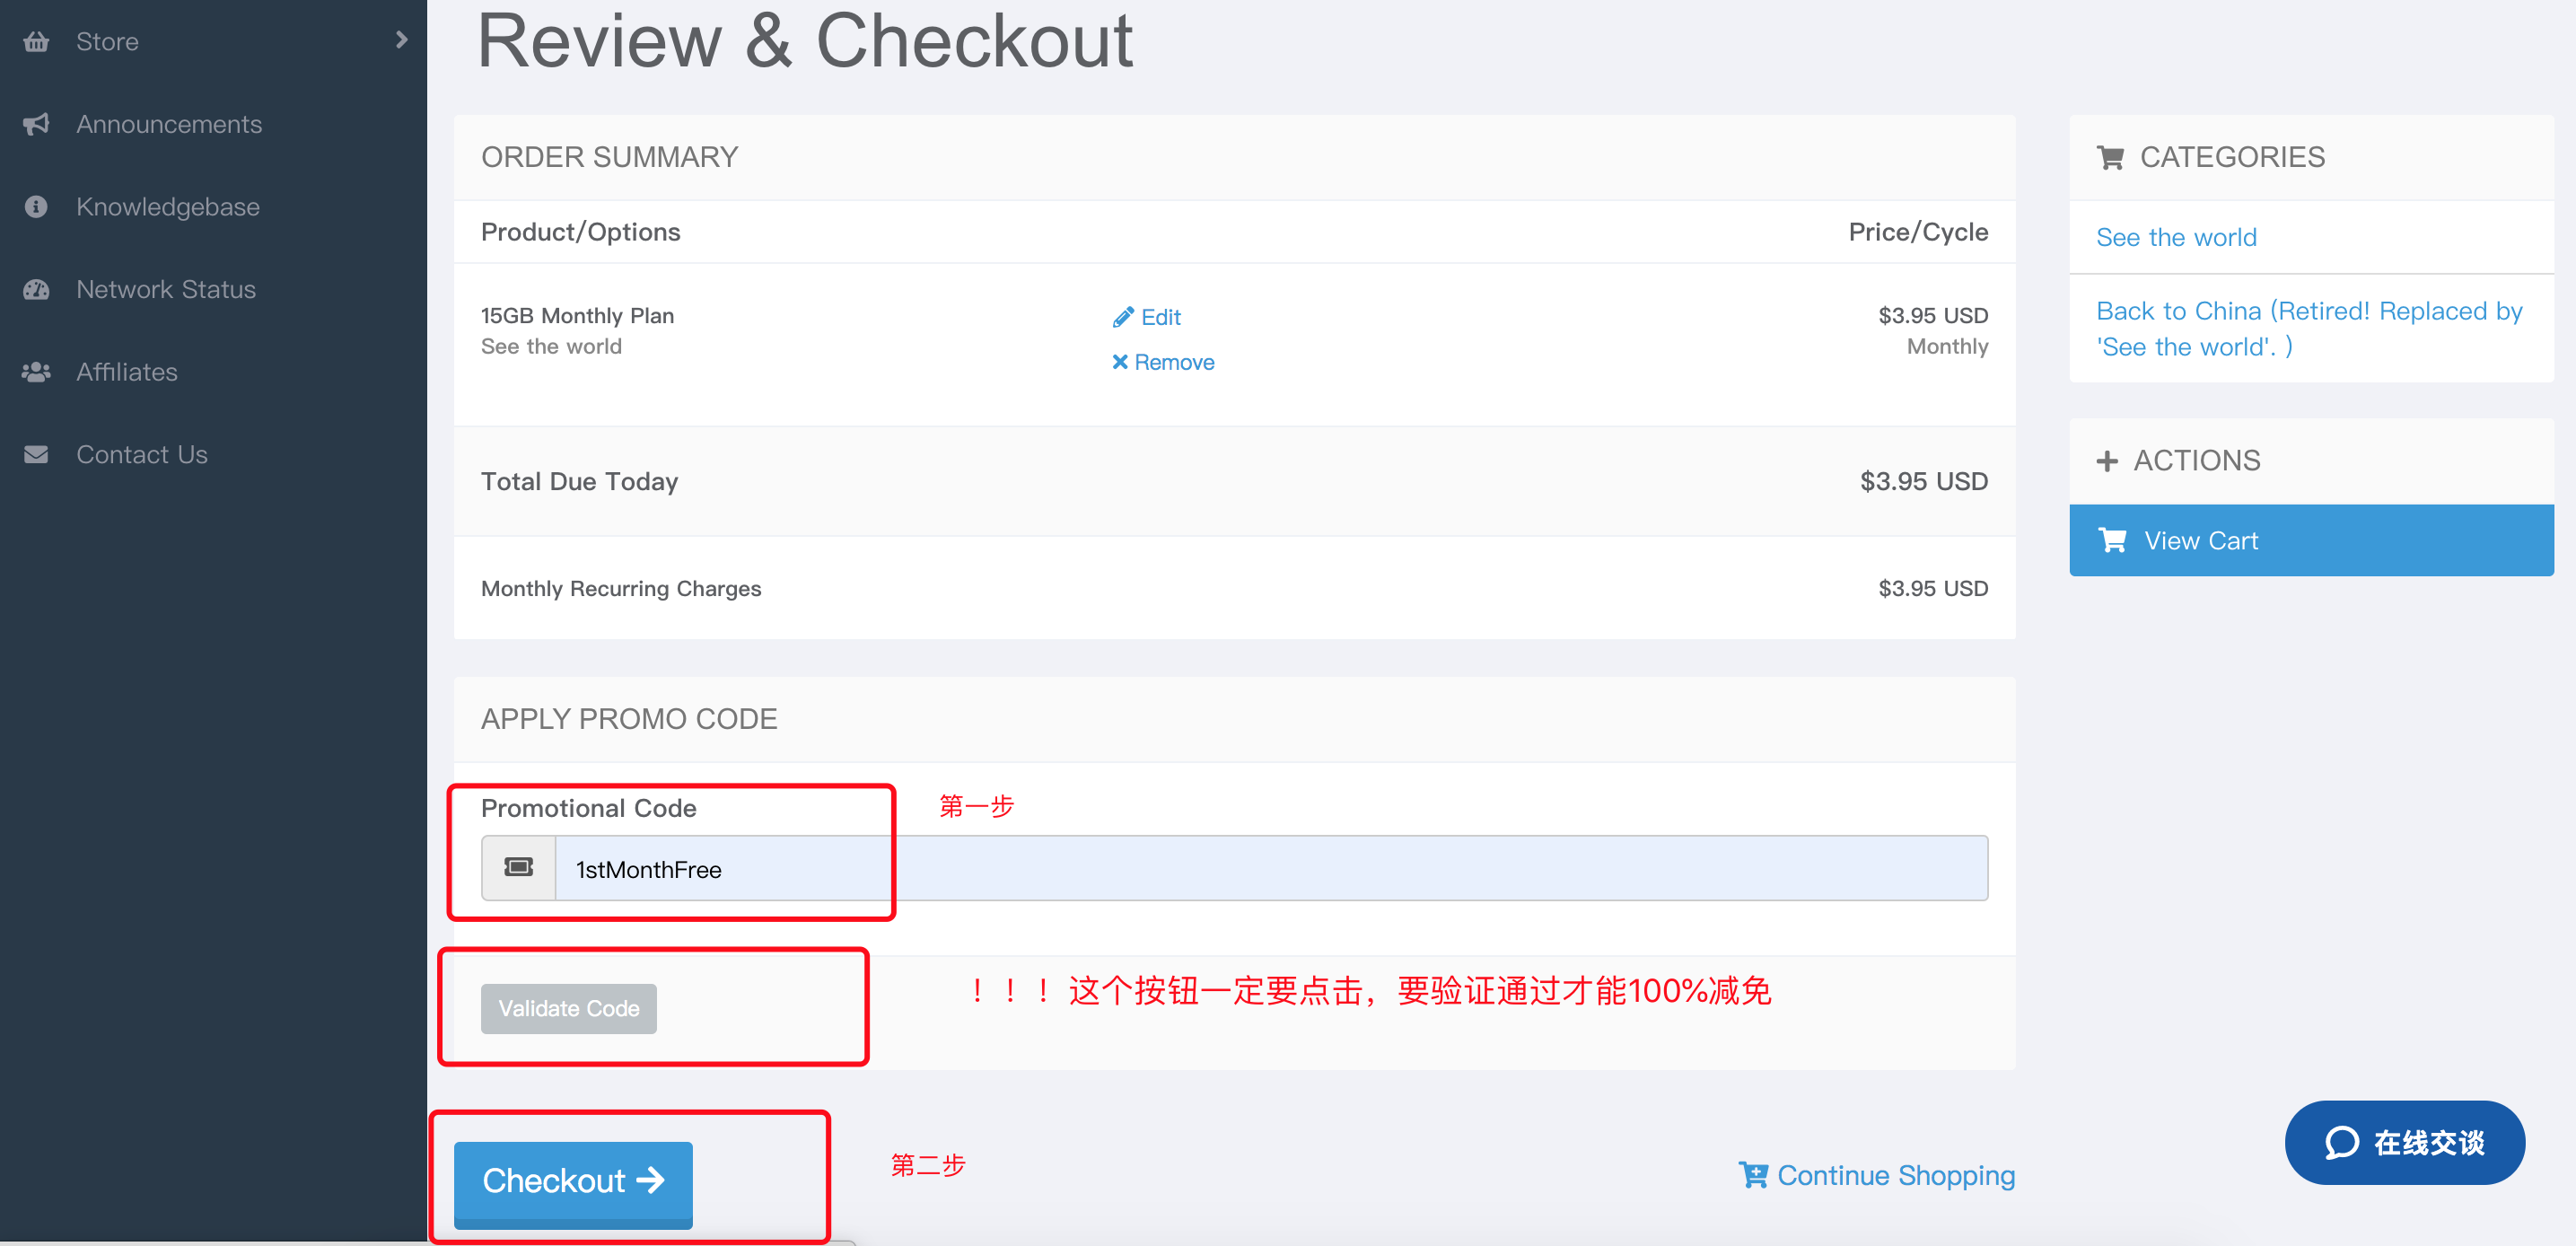 Store
Announcements
Knowledgebase
Network Status
Affiliates
Contact Us
Review & Checkout
ORDER SUMMARY
Product/Options Price/Cycle
15GB Monthly Plan Edit $3.95 USD
See the world Remove Monthly
Total Due Today $3.95 USD
Monthly Recurring Charges $3.95 USD
APPLY PROMO CODE
Promotional Code 第一步
1stMonthFree
Validate Code ！！！这个按钮一定要点击，要验证通过才能100%减免
Checkout 第二步
Continue Shopping
CATEGORIES
See the world
Back to China (Retired! Replaced by
'See the world'. )
ACTIONS
View Cart
在线交谈